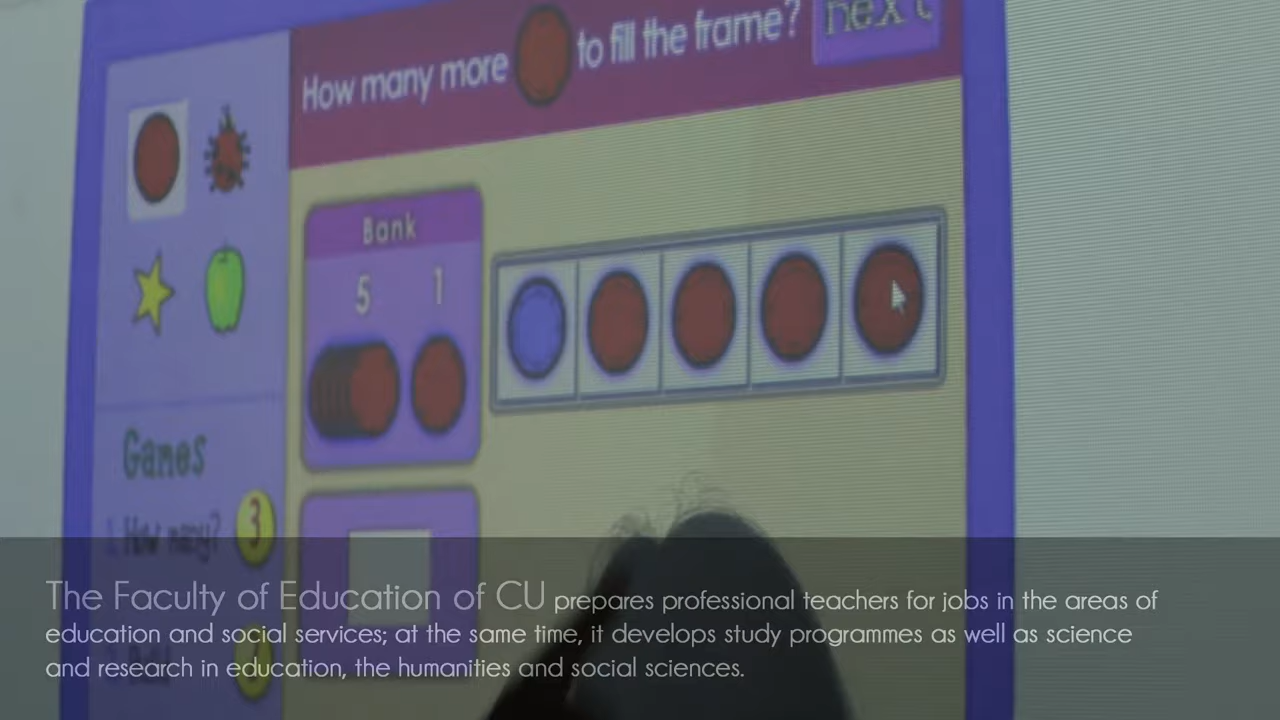 How many more to fill the frame? next
Bank
5 1
Games
How many? 3
The Faculty of Education of CU prepares professional teachers for jobs in the areas of
education and social services; at the same time, it develops study programmes as well as science
and research in education, the humanities and social sciences.